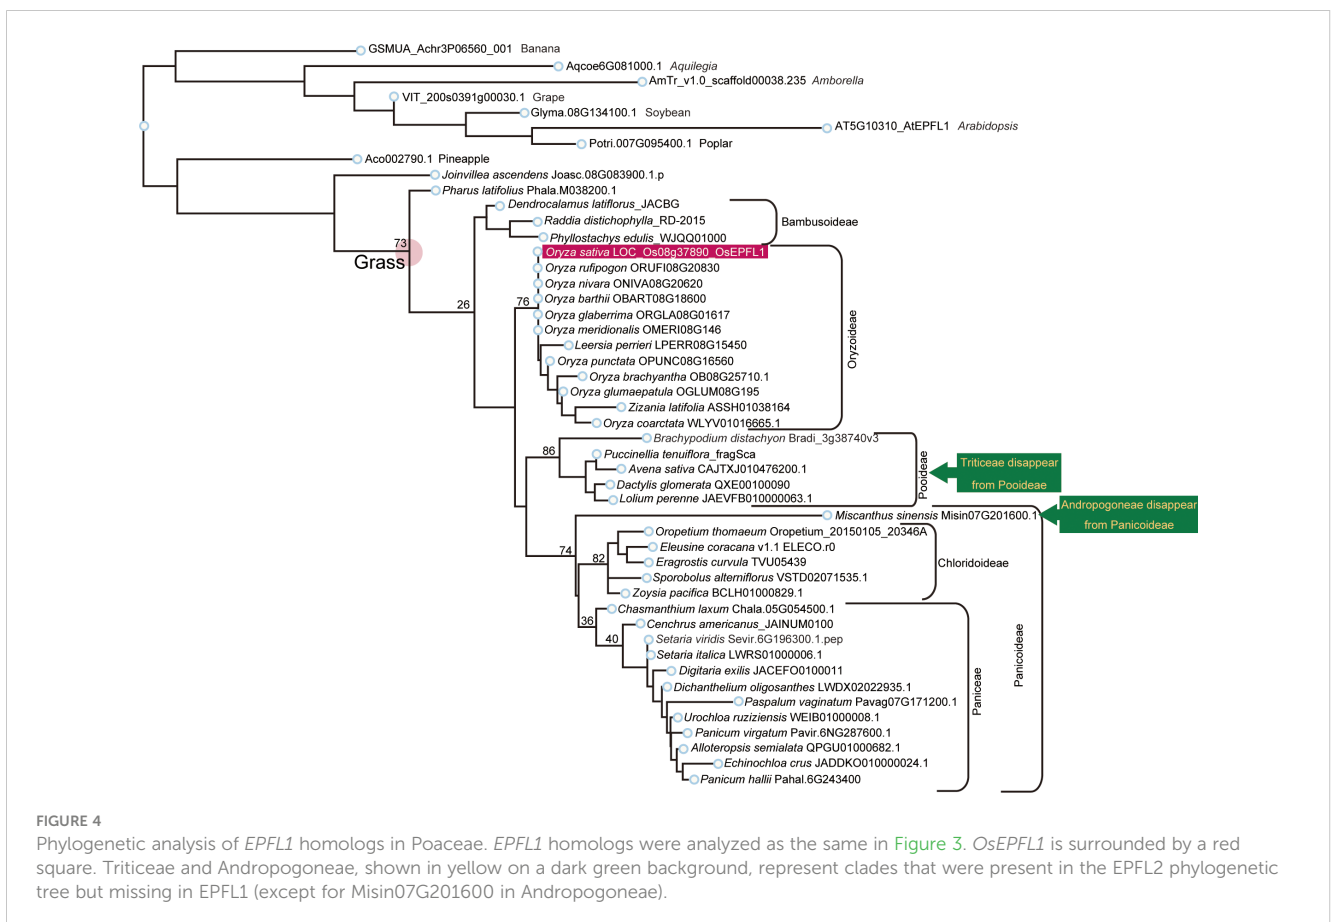 GSMUA_Achr3P06560_001 Banana
Aqcoe6G081000.1 Aquilegia
AmTr_v1.0_scaffold00038.235 Amborella
VIT_200s0391g00030.1 Grape
Glyma.08G134100.1 Soybean
AT5G10310_AtEPFL1 Arabidopsis
Potri.007G095400.1 Poplar
Aco002790.1 Pineapple
Joinvillea ascendens Joasc.08G083900.1.p
Pharus latifolius Phala.M038200.1
Dendrocalamus latiflorus_JACBG
Raddia distichophylla_RD-2015
Bambusoideae
Phyllostachys edulis_WJQQ01000
73
Grass
Oryza sativa LOC_Os08g37890_OsEPFL1
Oryza rufipogon ORUFI08G20830
Oryza nivara ONIVA08G20620
26
76
Oryza barthii OBART08G18600
Oryza glaberrima ORGLA08G01617
Oryza meridionalis OMERI08G146
Oryzoideae
Leersia perrieri LPERR08G15450
Oryza punctata OPUNC08G16560
Oryza brachyantha OB08G25710.1
Oryza glumaepatula OGLUM08G195
Zizania latifolia ASSH01038164
Oryza coarctata WLYV01016665.1
Brachypodium distachyon Bradi_3g38740v3
86
Puccinellia tenuiflora_fragSca
Avena sativa CAJTXJ010476200.1
Dactylis glomerata QXE00100090
Lolium perenne JAEVFB010000063.1
Pooideae
Triticeae disappear
from Pooideae
Miscanthus sinensis Misin07G201600.1
Andropogoneae disappear
from Panicoideae
Oropetium thomaeum Oropetium_20150105_20346A
74
82
Eleusine coracana v1.1 ELECO.r0
Eragrostis curvula TVU05439
Chloridoideae
Sporobolus alterniflorus VSTD02071535.1
Zoysia pacifica BCLH01000829.1
Chasmanthium laxum Chala.05G054500.1
36
Cenchrus americanus_JAINUM0100
40
Setaria viridis Sevir.6G196300.1.pep
Setaria italica LWRS01000006.1
Digitaria exilis JACEFO0100011
Dichanthelium oligosanthes LWDX02022935.1
Paspalum vaginatum Pavag07G171200.1
Urochloa ruziziensis WEIB01000008.1
Panicum virgatum Pavir.6NG287600.1
Alloteropsis semialata QPGU01000682.1
Echinochloa crus JADDKO010000024.1
Panicum hallii Pahal.6G243400
Paniceae
Panicoideae
FIGURE 4
Phylogenetic analysis of EPFL1 homologs in Poaceae. EPFL1 homologs were analyzed as the same in Figure 3. OsEPFL1 is surrounded by a red
square. Triticeae and Andropogoneae, shown in yellow on a dark green background, represent clades that were present in the EPFL2 phylogenetic
tree but missing in EPFL1 (except for Misin07G201600 in Andropogoneae).